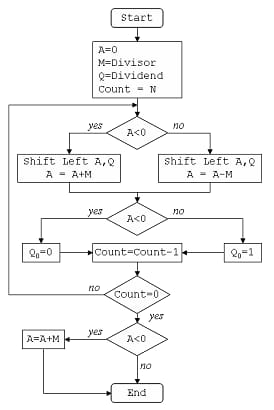 Start
A=0
M=Divisor
Q=Dividend
Count = N
A<0
yes
no
Shift Left A,Q
A = A+M
Shift Left A,Q
A = A-M
A<0
yes
no
Q0=0
Count=Count-1
Q0=1
Count=0
no
yes
A<0
yes
no
A=A+M
End